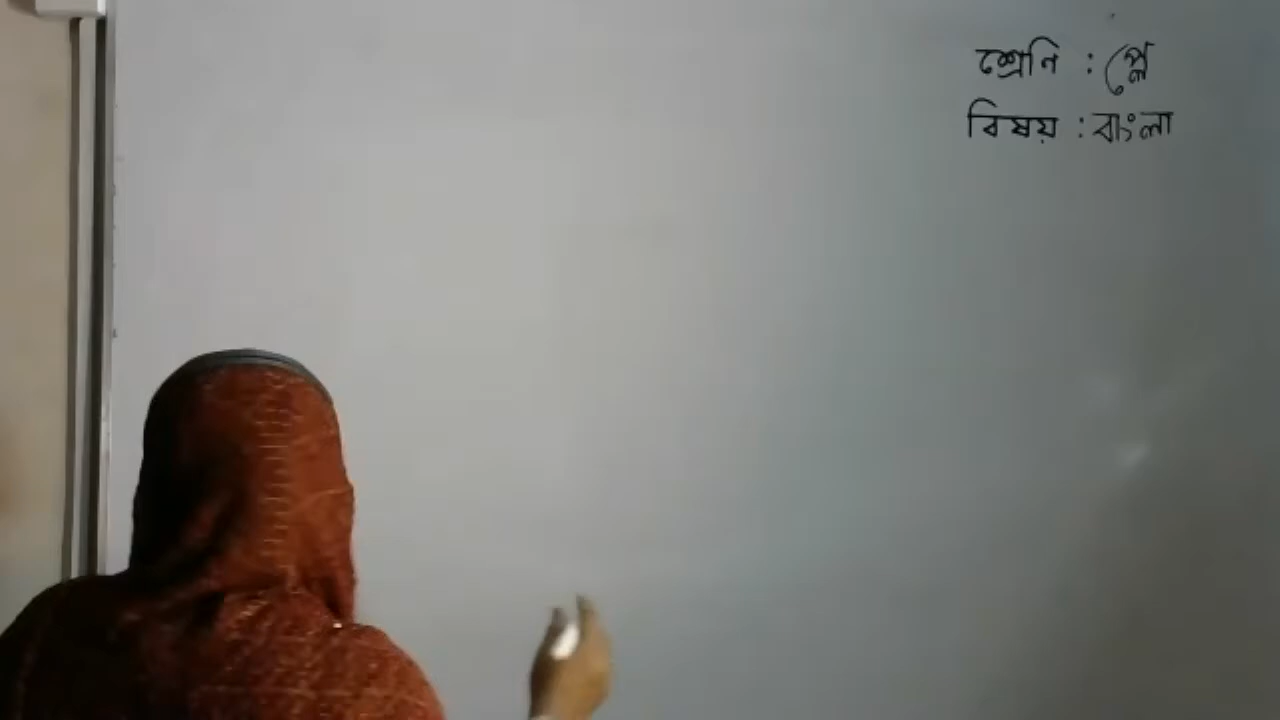 শ্রেনি : প্লে
বিষয় : বাংলা